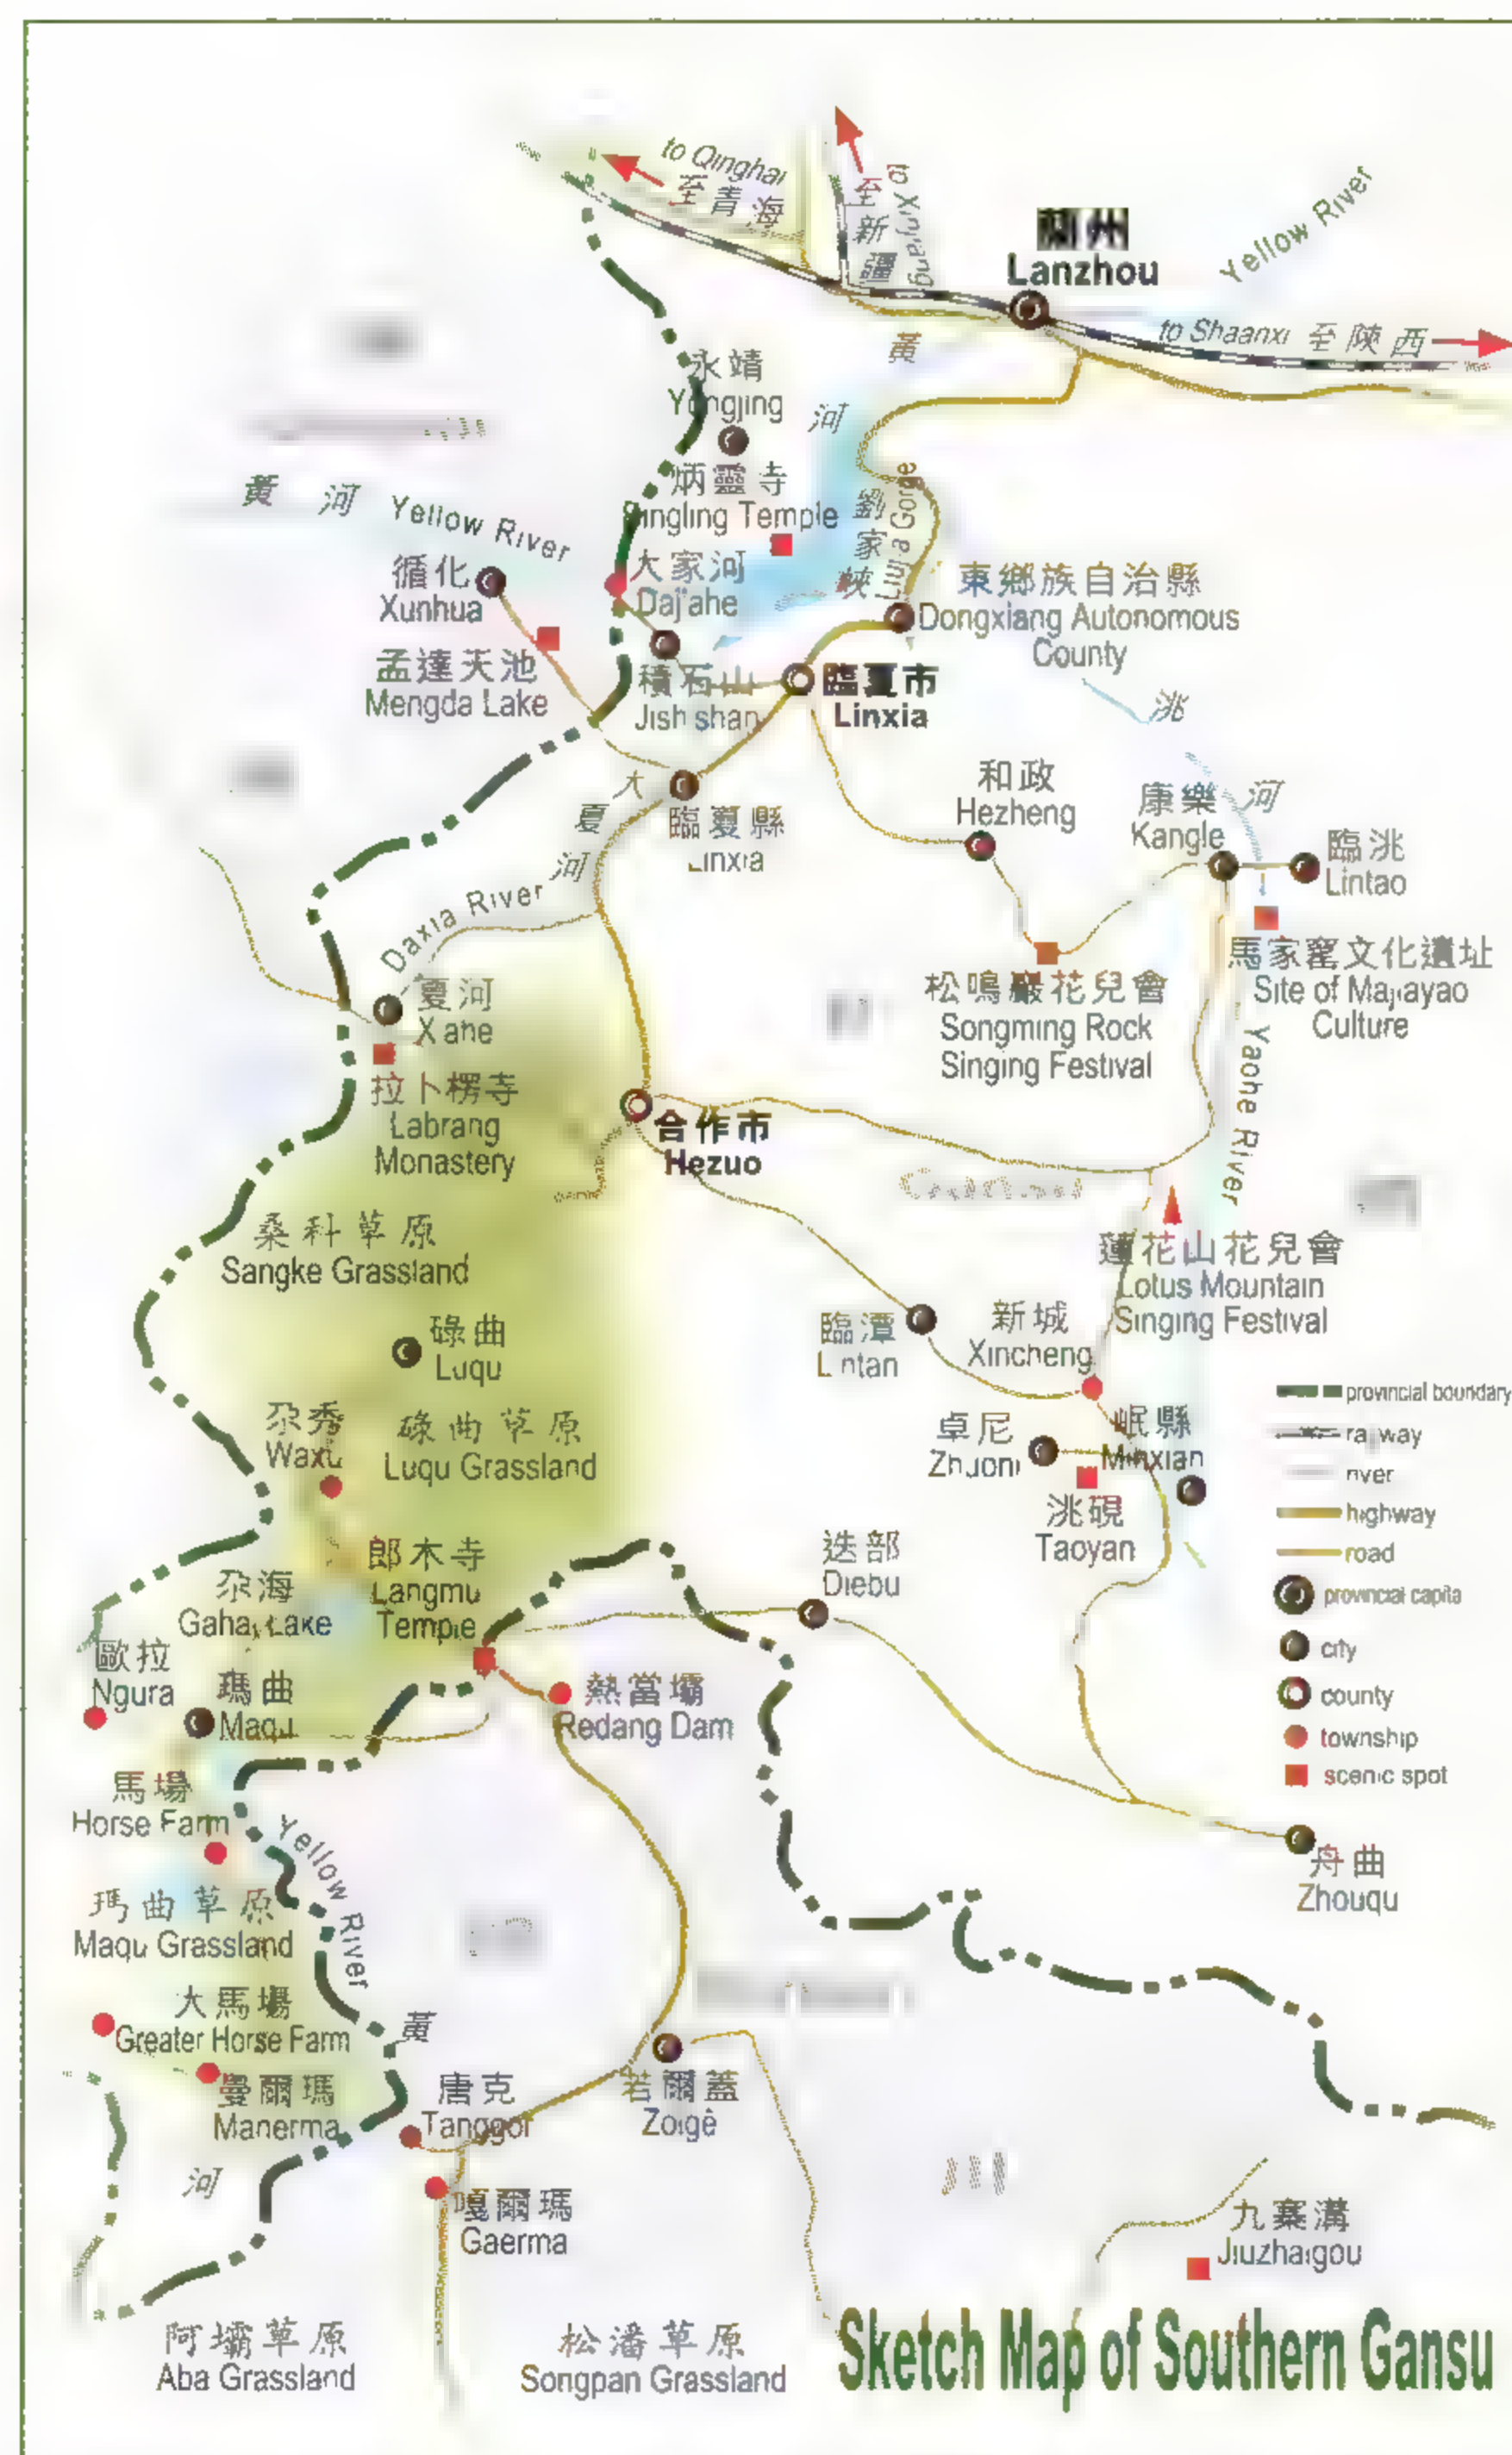 to Qinghai
至青海
to Xinjiang
至新疆
蘭州
Lanzhou
Yellow River
to Shaanxi 至陝西
黃河
永靖
Yongjing
炳靈寺
Bingling Temple
劉家峽
Liujia Gorge
黃河 Yellow River
循化
Xunhua
大家河
Dajiahe
東鄉族自治縣
Dongxiang Autonomous
County
孟達天池
Mengda Lake
積石山
Jishishan
臨夏市
Linxia
洮河
大夏河
臨夏縣
Linxia
和政
Hezheng
康樂
Kangle
臨洮
Lintao
Daxia River
夏河
Xiahe
松鳴巖花兒會
Songming Rock
Singing Festival
馬家窰文化遺址
Site of Majiayao
Culture
Yaohe River
拉卜楞寺
Labrang
Monastery
合作市
Hezuo
桑科草原
Sangke Grassland
蓮花山花兒會
Lotus Mountain
Singing Festival
碌曲
Luqu
臨潭
Lintan
新城
Xincheng
尕秀
Waxu
碌曲草原
Luqu Grassland
卓尼
Zhuoni
岷縣
Minxian
洮硯
Taoyan
郎木寺
Langmu
Temple
迭部
Diebu
尕海
Gahai Lake
歐拉
Ngura
瑪曲
Maqu
熱當壩
Redang Dam
馬場
Horse Farm
Yellow River
瑪曲草原
Maqu Grassland
舟曲
Zhouqu
大馬場
Greater Horse Farm
黃
曼爾瑪
Manerma
唐克
Tanggor
若爾蓋
Zoigê
河
嘎爾瑪
Gaerma
川
九寨溝
Jiuzhaigou
阿壩草原
Aba Grassland
松潘草原
Songpan Grassland
provincial boundary
railway
river
highway
road
provincial capital
city
county
township
scenic spot
Sketch Map of Southern Gansu